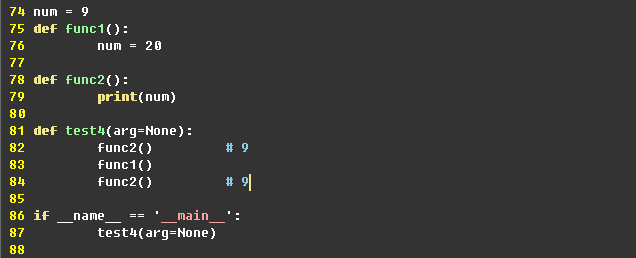 74 num = 9
75 def func1():
76         num = 20
77
78 def func2():
79         print(num)
80
81 def test4(arg=None):
82         func2()         # 9
83         func1()
84         func2()         # 9
85
86 if __name__ == '__main__':
87         test4(arg=None)
88